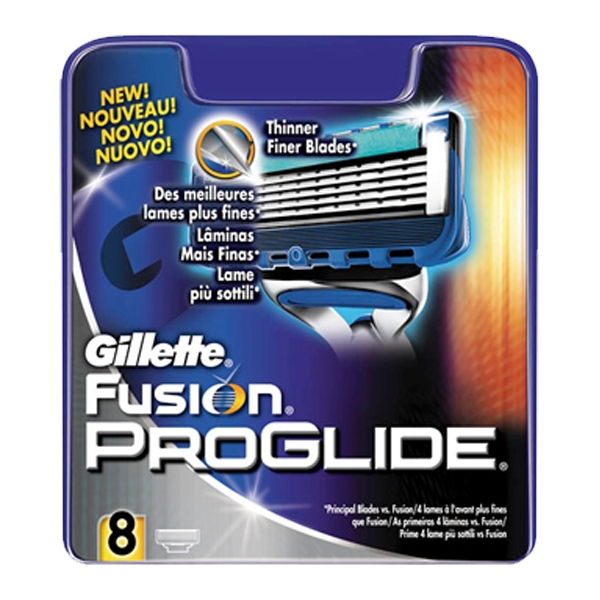 NEW!
NOUVEAU!
NOVO!
NUOVO!
Thinner
Finer Blades*
Des meilleures
lames plus fines*
Lâminas
Mais Finas*
Lame
più sottili*
Gillette®
Fusion®
PROGLIDE®
*Principal Blades vs. Fusion/4 lames à l'avant plus fines
que Fusion/As primeiras 4 lâminas vs. Fusion/
Prime 4 lame più sottili vs Fusion
8